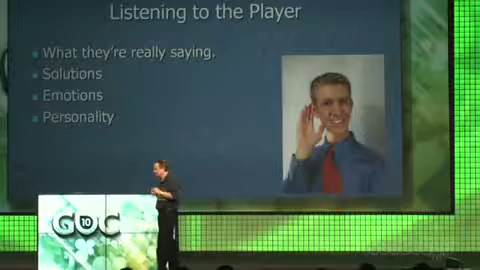 Listening to the Player
What they're really saying.
Solutions
Emotions
Personality
GDC
10